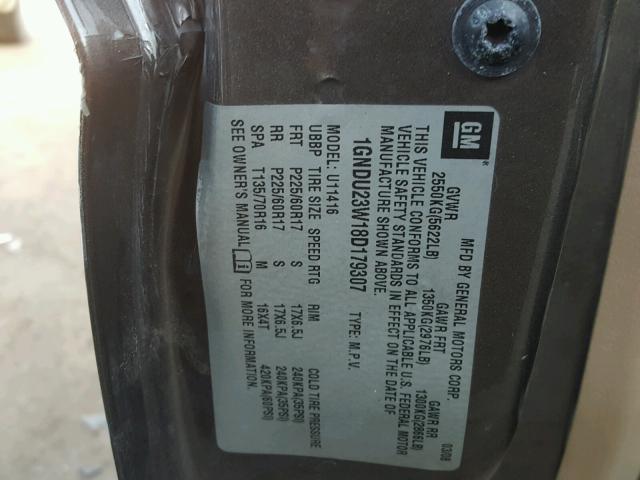 GM
MFD BY GENERAL MOTORS CORP. 03/08
GVWR GAWR FRT GAWR RR
2550KG(5622LB) 1350KG(2976LB) 1300KG(2866LB)
THIS VEHICLE CONFORMS TO ALL APPLICABLE U.S. FEDERAL MOTOR
VEHICLE SAFETY STANDARDS IN EFFECT ON THE DATE OF
MANUFACTURE SHOWN ABOVE.
1GNDU23W18D179307 TYPE: M.P.V.
MODEL: U11416
UBBP TIRE SIZE SPEED RTG RIM COLD TIRE PRESSURE
FRT P225/60R17 S 17X6.5J 240KPA(35PSI)
RR P225/60R17 S 17X6.5J 240KPA(35PSI)
SPA T135/70R16 M 16X4T 420KPA(60PSI)
SEE OWNER'S MANUAL FOR MORE INFORMATION.